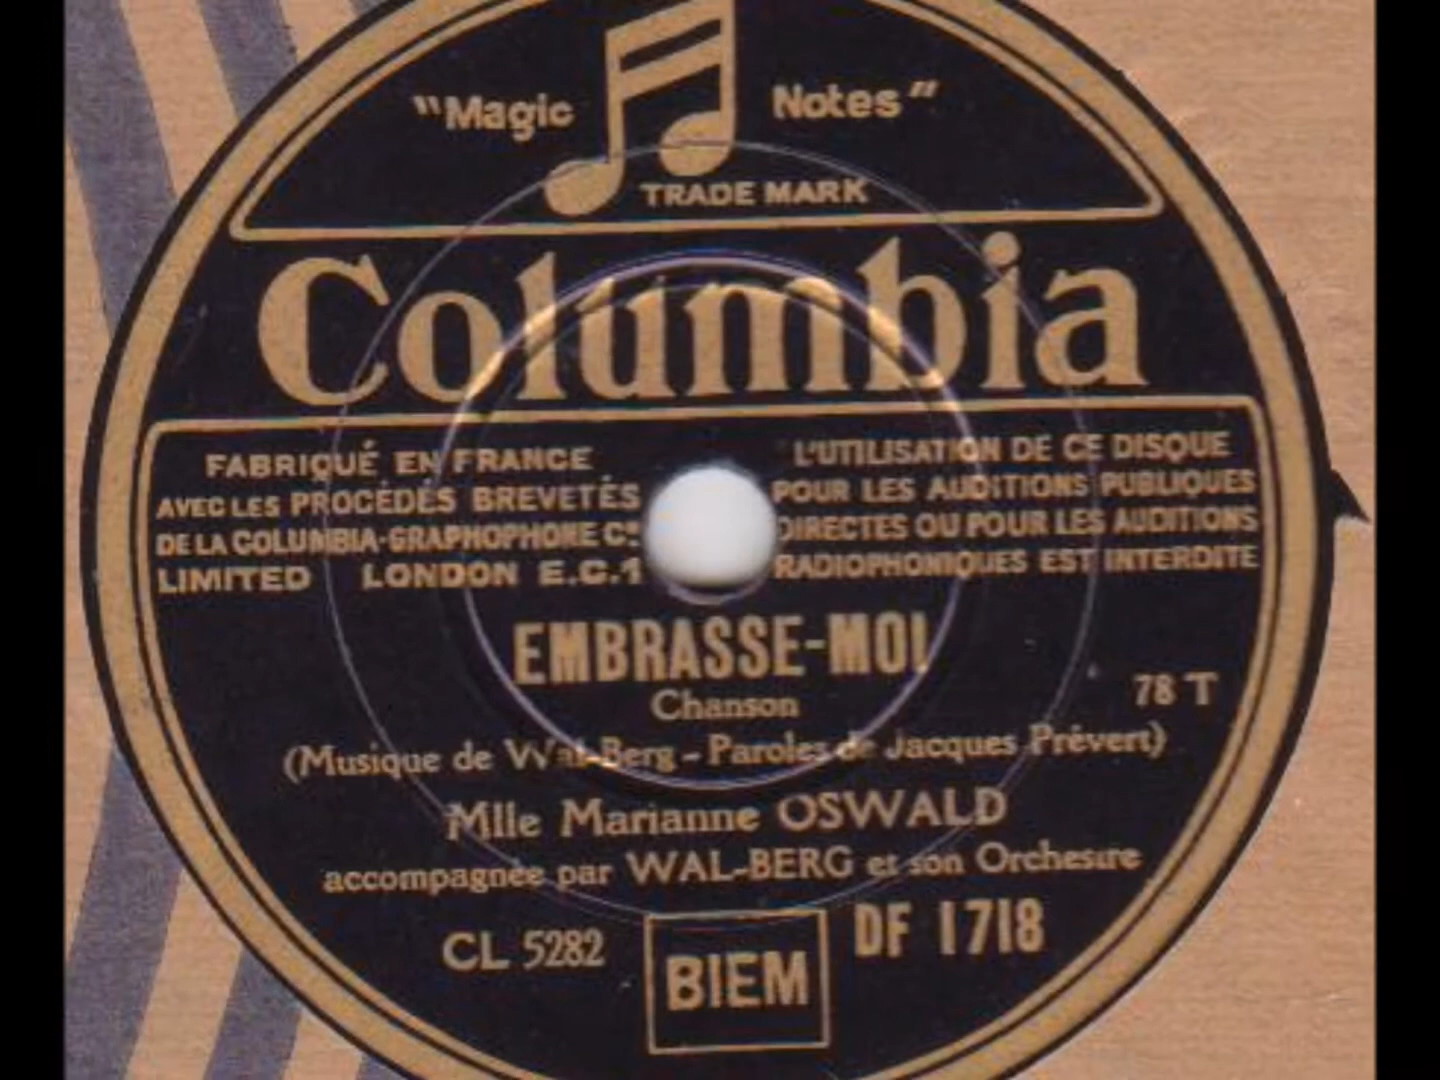 "Magic Notes"
TRADE MARK
Columbia
FABRIQUÉ EN FRANCE
AVEC LES PROCÉDÉS BREVETÉS
DE LA COLUMBIA-GRAPHOPHONE Cº
LIMITED LONDON E.C.1
L'UTILISATION DE CE DISQUE
POUR LES AUDITIONS PUBLIQUES
DIRECTES OU POUR LES AUDITIONS
RADIOPHONIQUES EST INTERDITE
EMBRASSE-MOI
Chanson
78 T
(Musique de Wal-Berg - Paroles de Jacques Prévert)
Mlle Marianne OSWALD
accompagnée par WAL-BERG et son Orchestre
CL 5282
BIEM
DF 1718